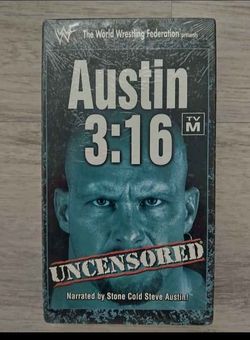 The World Wrestling Federation presents
Austin
3:16
TV
M
UNCENSORED
Narrated by Stone Cold Steve Austin!